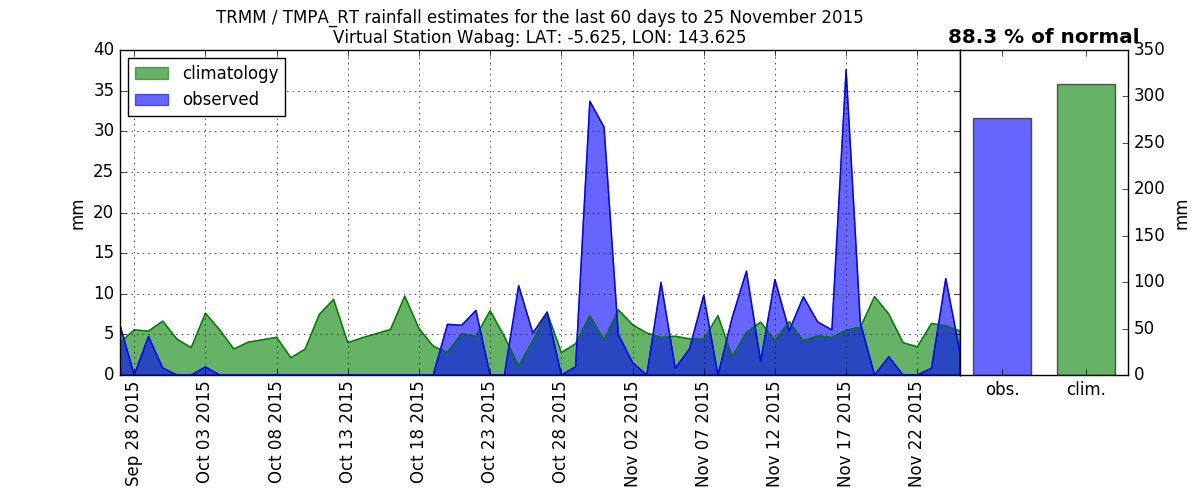 TRMM / TMPA_RT rainfall estimates for the last 60 days to 25 November 2015
Virtual Station Wabag: LAT: -5.625, LON: 143.625
88.3 % of normal
climatology
observed
40
35
30
25
20
15
10
5
0
mm
350
300
250
200
150
100
50
0
mm
Sep 28 2015
Oct 03 2015
Oct 08 2015
Oct 13 2015
Oct 18 2015
Oct 23 2015
Oct 28 2015
Nov 02 2015
Nov 07 2015
Nov 12 2015
Nov 17 2015
Nov 22 2015
obs.
clim.